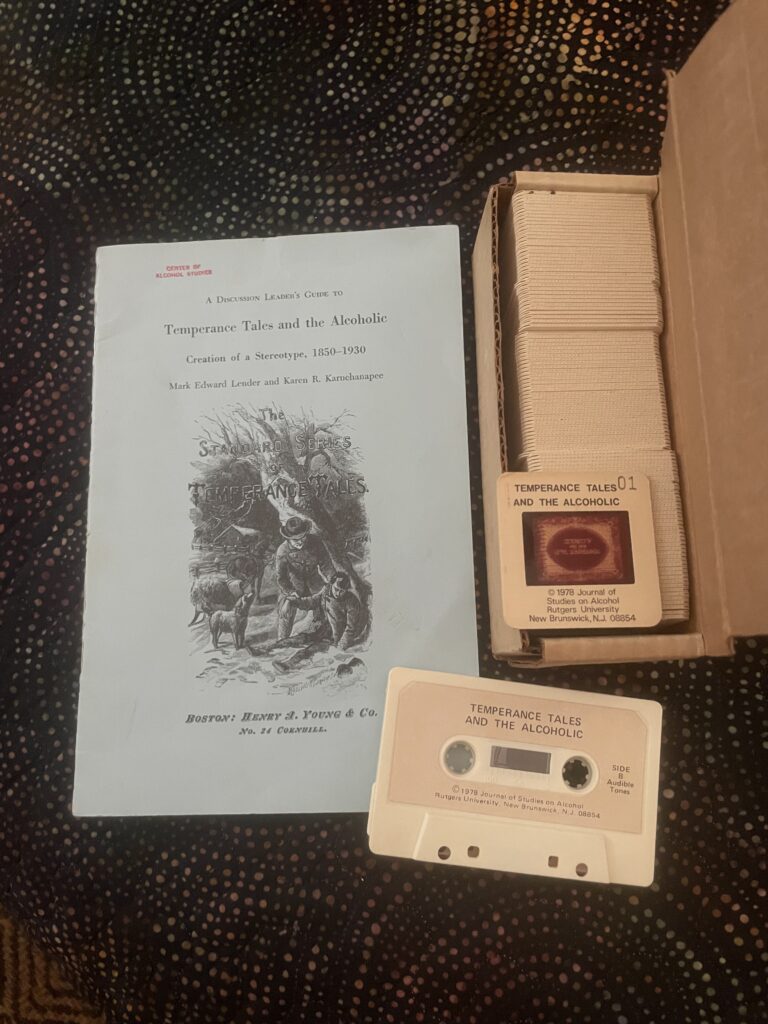 CENTER OF
ALCOHOL STUDIES
A Discussion Leader's Guide to
Temperance Tales and the Alcoholic
Creation of a Stereotype, 1850–1930
Mark Edward Lender and Karen R. Karnchanapee
The
STANDARD SERIES
OF
TEMPERANCE TALES.
BOSTON: HENRY A. YOUNG & CO.
No. 24 CORNHILL.
TEMPERANCE TALES 01
AND THE ALCOHOLIC
© 1978 Journal of
Studies on Alcohol
Rutgers University
New Brunswick, N.J. 08854
TEMPERANCE TALES
AND THE ALCOHOLIC
SIDE
B
Audible
Tones
© 1978 Journal of Studies on Alcohol
Rutgers University, New Brunswick, N.J. 08854